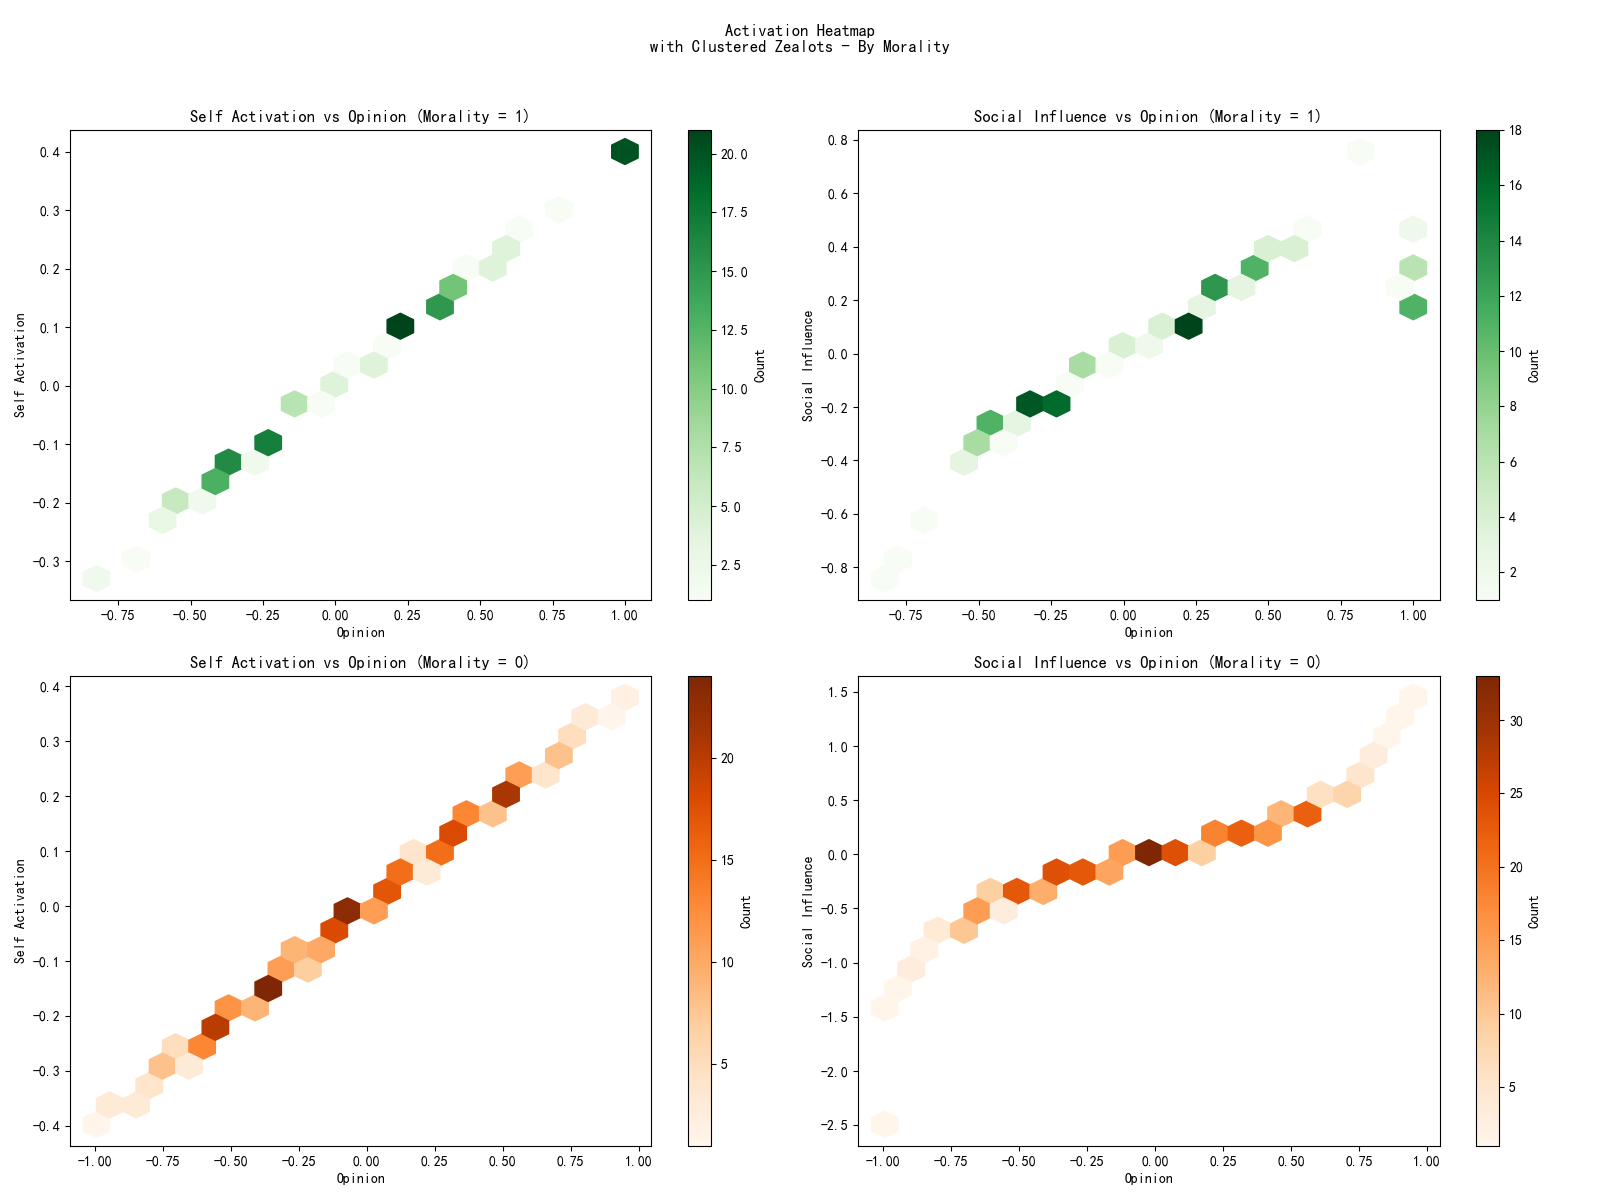 Activation Heatmap
with Clustered Zealots - By Morality
Self Activation vs Opinion (Morality = 1)
Self Activation
0.4
0.3
0.2
0.1
0.0
-0.1
-0.2
-0.3
-0.75 -0.50 -0.25 0.00 0.25 0.50 0.75 1.00
Opinion
20.0
17.5
15.0
12.5
10.0
7.5
5.0
2.5
Count
Social Influence vs Opinion (Morality = 1)
Social Influence
0.8
0.6
0.4
0.2
0.0
-0.2
-0.4
-0.6
-0.8
-0.75 -0.50 -0.25 0.00 0.25 0.50 0.75 1.00
Opinion
18
16
14
12
10
8
6
4
2
Count
Self Activation vs Opinion (Morality = 0)
Self Activation
0.4
0.3
0.2
0.1
0.0
-0.1
-0.2
-0.3
-0.4
-1.00 -0.75 -0.50 -0.25 0.00 0.25 0.50 0.75 1.00
Opinion
20
15
10
5
Count
Social Influence vs Opinion (Morality = 0)
Social Influence
1.5
1.0
0.5
0.0
-0.5
-1.0
-1.5
-2.0
-2.5
-1.00 -0.75 -0.50 -0.25 0.00 0.25 0.50 0.75 1.00
Opinion
30
25
20
15
10
5
Count